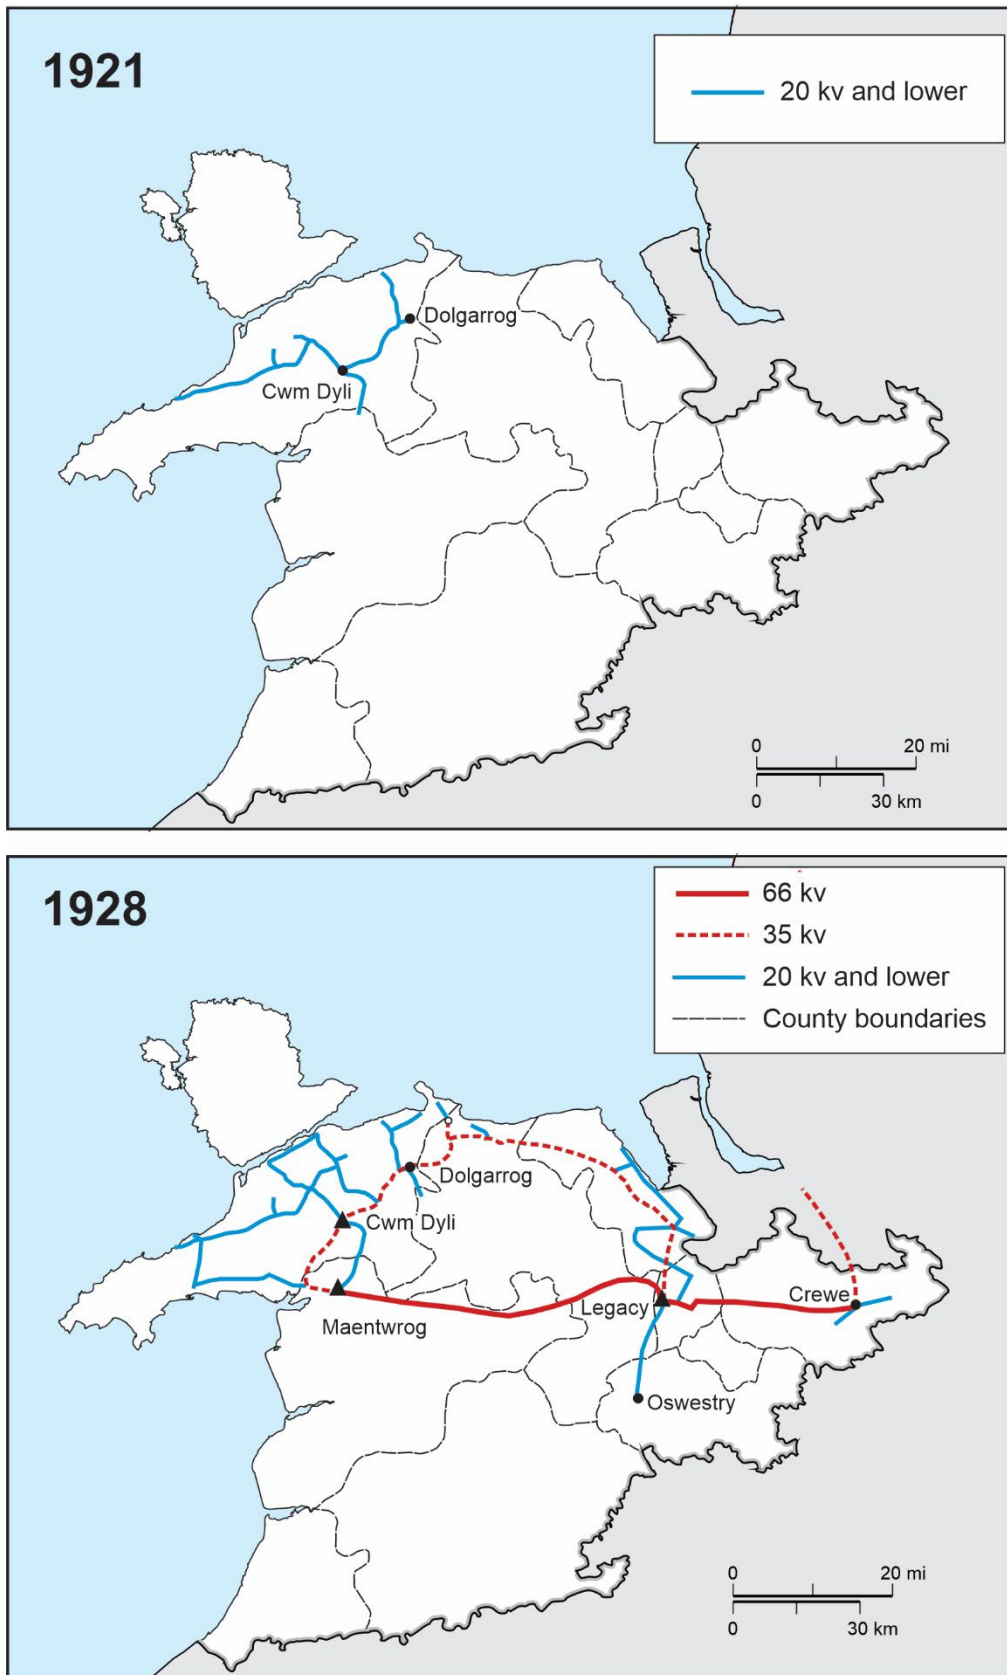 1921
20 kv and lower
Dolgarrog
Cwm Dyli
0 20 mi
0 30 km
1928
66 kv
35 kv
20 kv and lower
County boundaries
Dolgarrog
Cwm Dyli
Maentwrog
Legacy
Crewe
Oswestry
0 20 mi
0 30 km